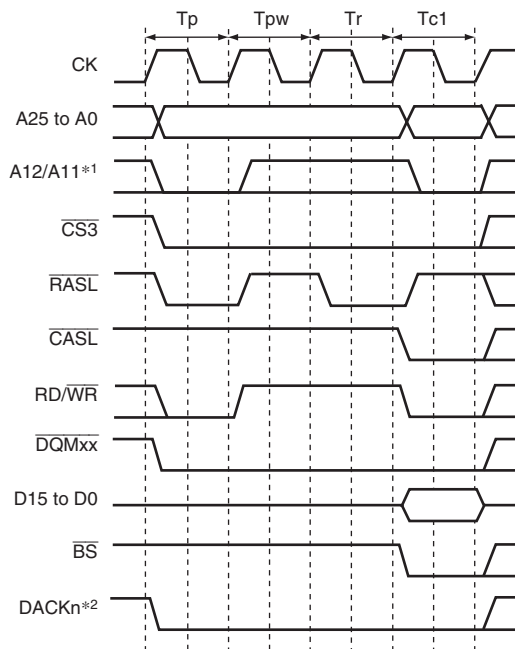 Tp Tpw Tr Tc1
CK
A25 to A0
A12/A11*1
CS3
RASL
CASL
RD/WR
DQMxx
D15 to D0
BS
DACKn*2